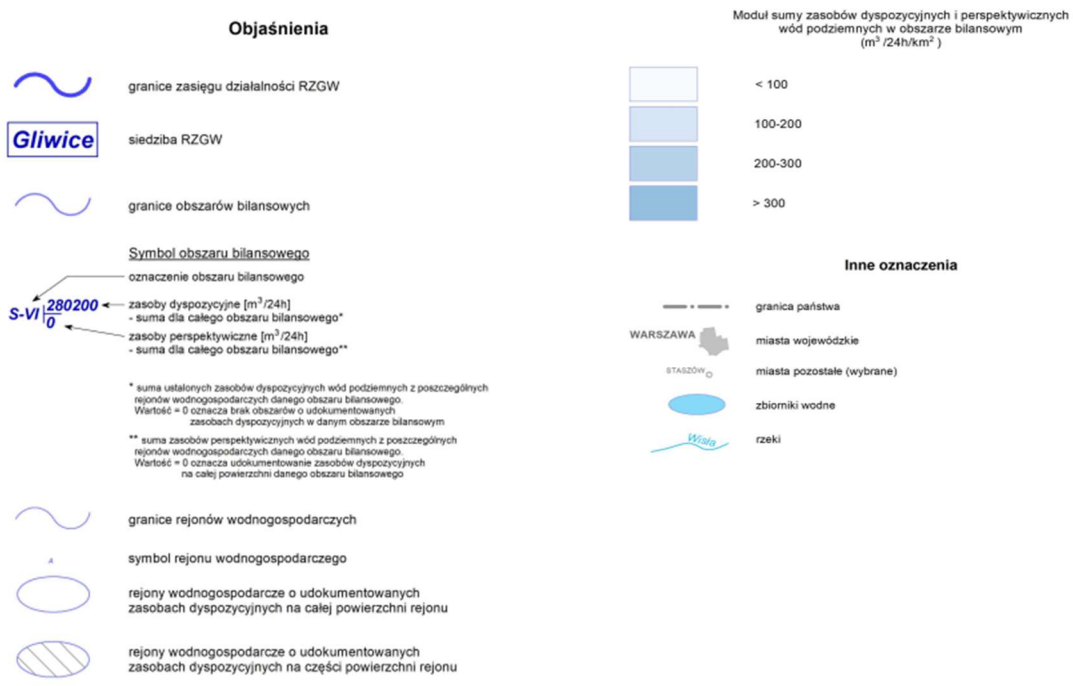 Objaśnienia
granice zasięgu działalności RZGW
Gliwice
siedziba RZGW
granice obszarów bilansowych
Symbol obszaru bilansowego
oznaczenie obszaru bilansowego
S-VI 280200
0
zasoby dyspozycyjne [m³/24h]
- suma dla całego obszaru bilansowego*
zasoby perspektywiczne [m³/24h]
- suma dla całego obszaru bilansowego**
* suma ustalonych zasobów dyspozycyjnych wód podziemnych z poszczególnych
rejonów wodnogospodarczych danego obszaru bilansowego.
Wartość = 0 oznacza brak obszarów o udokumentowanych
zasobach dyspozycyjnych w danym obszarze bilansowym
** suma zasobów perspektywicznych wód podziemnych z poszczególnych
rejonów wodnogospodarczych danego obszaru bilansowego.
Wartość = 0 oznacza udokumentowanie zasobów dyspozycyjnych
na całej powierzchni danego obszaru bilansowego
granice rejonów wodnogospodarczych
symbol rejonu wodnogospodarczego
rejony wodnogospodarcze o udokumentowanych
zasobach dyspozycyjnych na całej powierzchni rejonu
rejony wodnogospodarcze o udokumentowanych
zasobach dyspozycyjnych na części powierzchni rejonu
Moduł sumy zasobów dyspozycyjnych i perspektywicznych
wód podziemnych w obszarze bilansowym
(m³ /24h/km² )
< 100
100-200
200-300
> 300
Inne oznaczenia
granica państwa
WARSZAWA
miasta wojewódzkie
STASZÓW
miasta pozostałe (wybrane)
zbiorniki wodne
Wisła
rzeki